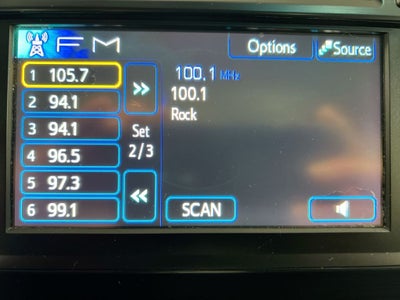 FM
Options
Source
1 105.7
2 94.1
3 94.1
4 96.5
5 97.3
6 99.1
Set
2/3
100.1 MHz
100.1
Rock
SCAN